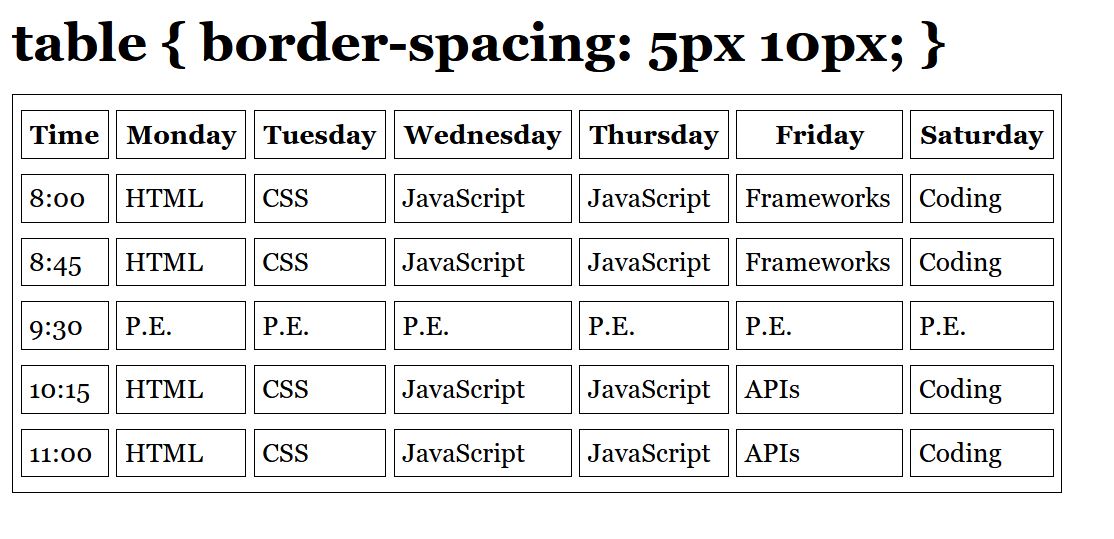 table { border-spacing: 5px 10px; }
Time Monday Tuesday Wednesday Thursday Friday Saturday
8:00 HTML CSS JavaScript JavaScript Frameworks Coding
8:45 HTML CSS JavaScript JavaScript Frameworks Coding
9:30 P.E. P.E. P.E. P.E. P.E. P.E.
10:15 HTML CSS JavaScript JavaScript APIs Coding
11:00 HTML CSS JavaScript JavaScript APIs Coding